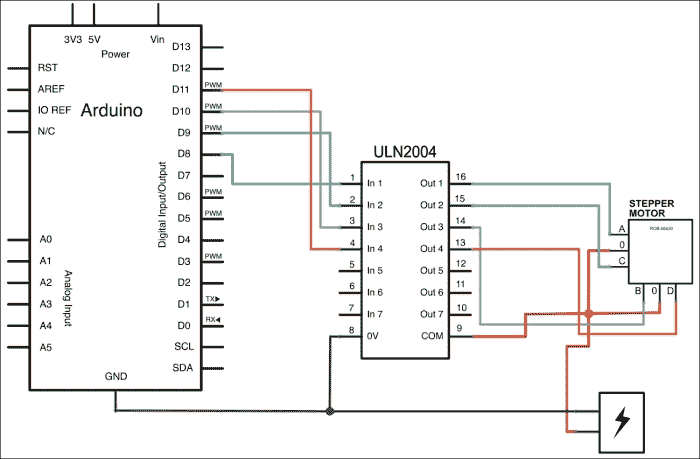 3V3 5V Vin
Power
RST
AREF
IO REF
N/C
Arduino
A0
A1
A2
A3
A4
A5
Analog Input
D13
D12
D11 PWM
D10 PWM
D9 PWM
D8
D7
D6 PWM
D5 PWM
D4
D3 PWM
D2
D1 TX▶
D0 RX◀
SCL
SDA
Digital Input/Output
GND
ULN2004
1 In 1 Out 1 16
2 In 2 Out 2 15
3 In 3 Out 3 14
4 In 4 Out 4 13
5 In 5 Out 5 12
6 In 6 Out 6 11
7 In 7 Out 7 10
8 0V COM 9
STEPPER
MOTOR
A
0
C
B 0 D